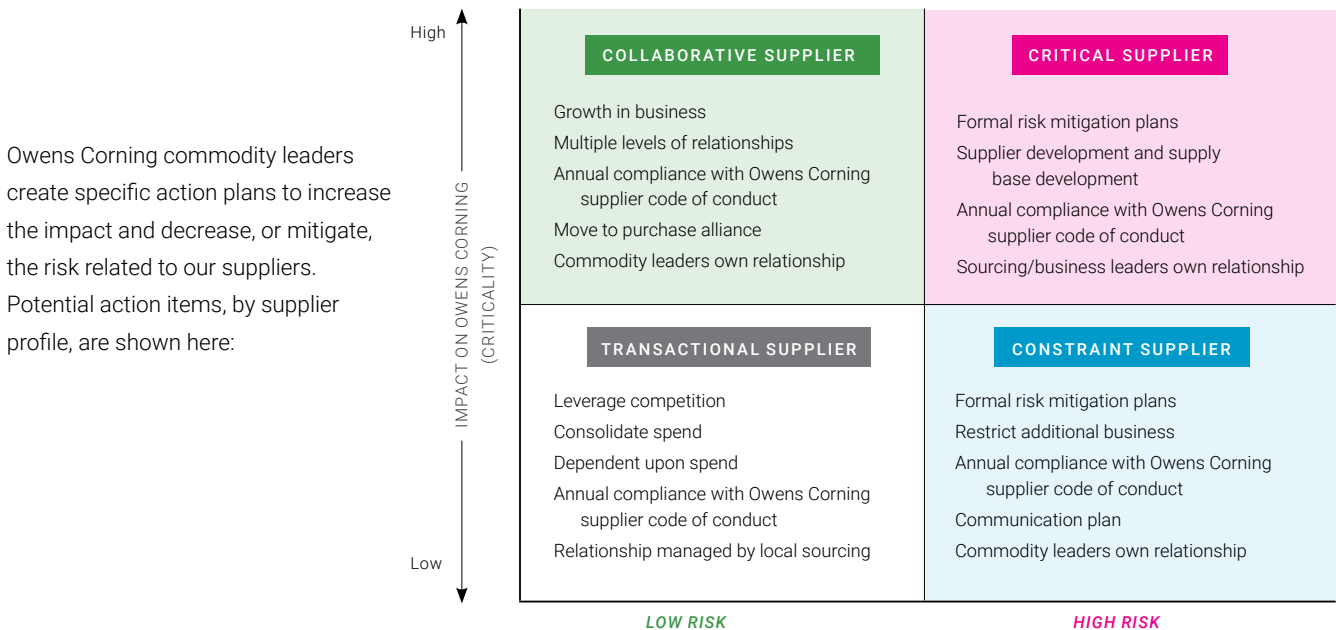 Owens Corning commodity leaders
create specific action plans to increase
the impact and decrease, or mitigate,
the risk related to our suppliers.
Potential action items, by supplier
profile, are shown here:
High
IMPACT ON OWENS CORNING
(CRITICALITY)
Low
COLLABORATIVE SUPPLIER
Growth in business
Multiple levels of relationships
Annual compliance with Owens Corning
supplier code of conduct
Move to purchase alliance
Commodity leaders own relationship
CRITICAL SUPPLIER
Formal risk mitigation plans
Supplier development and supply
base development
Annual compliance with Owens Corning
supplier code of conduct
Sourcing/business leaders own relationship
TRANSACTIONAL SUPPLIER
Leverage competition
Consolidate spend
Dependent upon spend
Annual compliance with Owens Corning
supplier code of conduct
Relationship managed by local sourcing
CONSTRAINT SUPPLIER
Formal risk mitigation plans
Restrict additional business
Annual compliance with Owens Corning
supplier code of conduct
Communication plan
Commodity leaders own relationship
LOW RISK
HIGH RISK